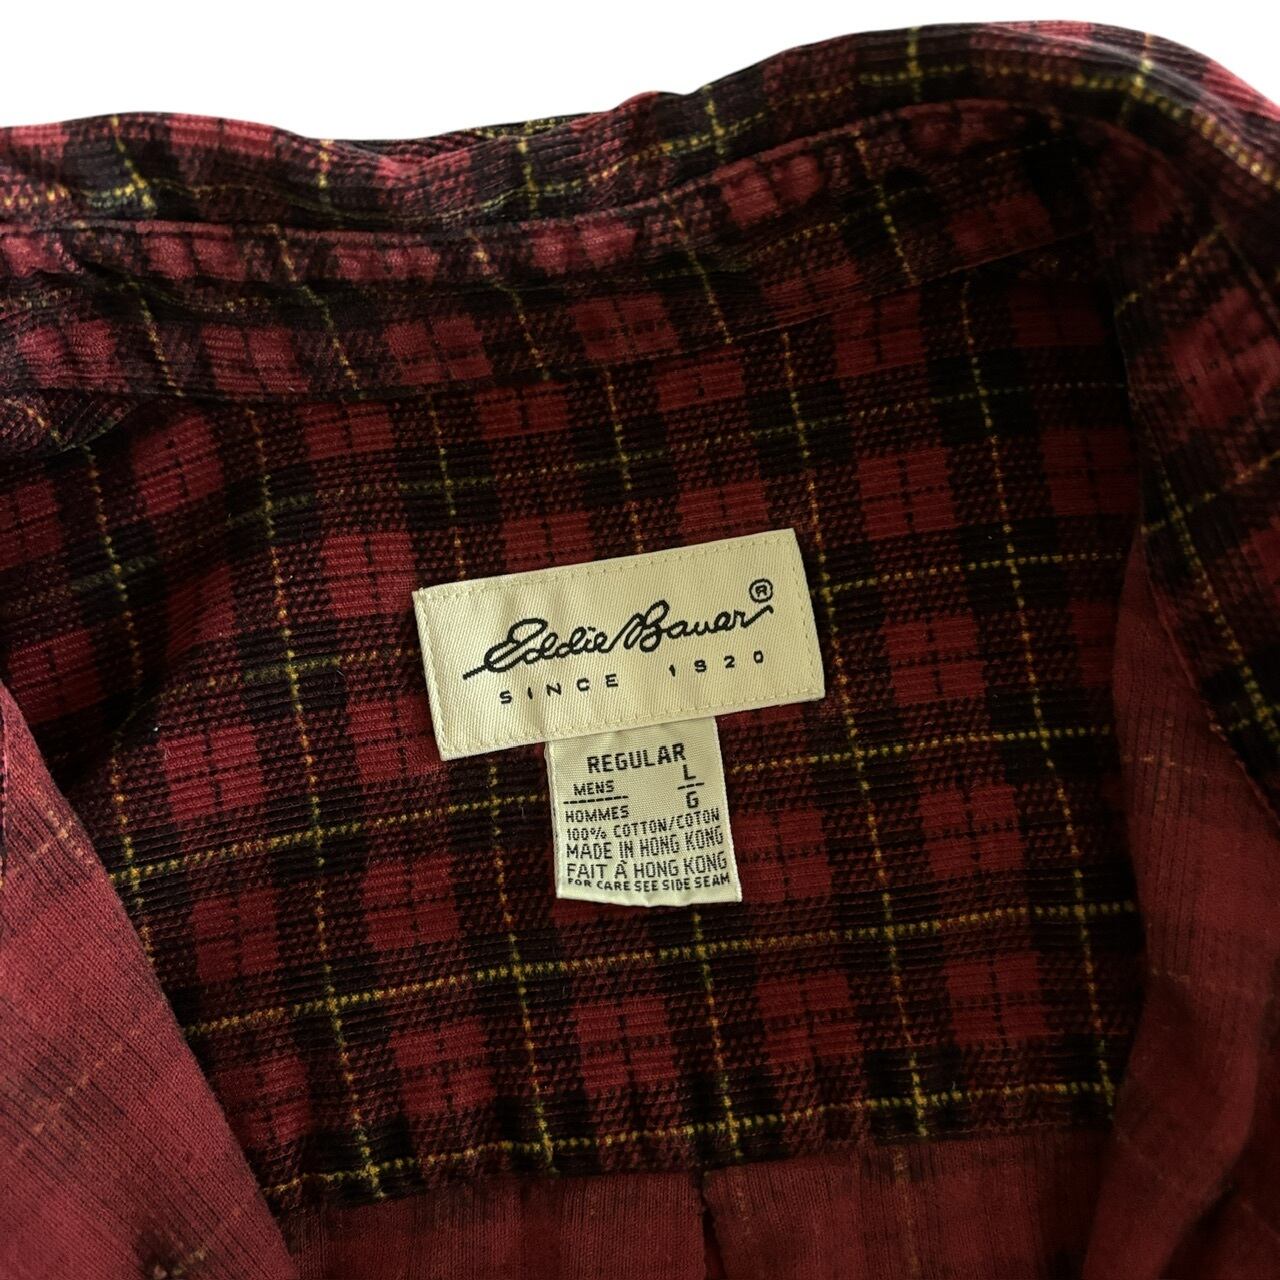 Eddie Bauer®
SINCE 1920
REGULAR
MENS L
HOMMES G
100% COTTON/COTON
MADE IN HONG KONG
FAIT À HONG KONG
FOR CARE SEE SIDE SEAM